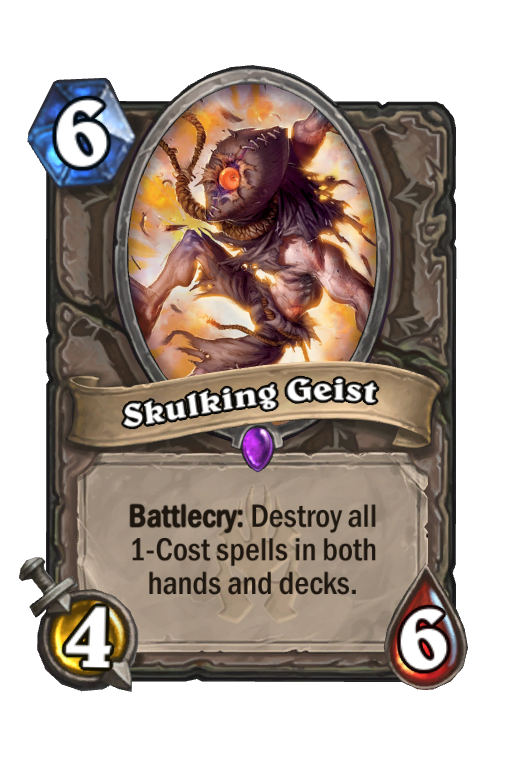 6
Skulking Geist
Battlecry: Destroy all
1-Cost spells in both
hands and decks.
4
6